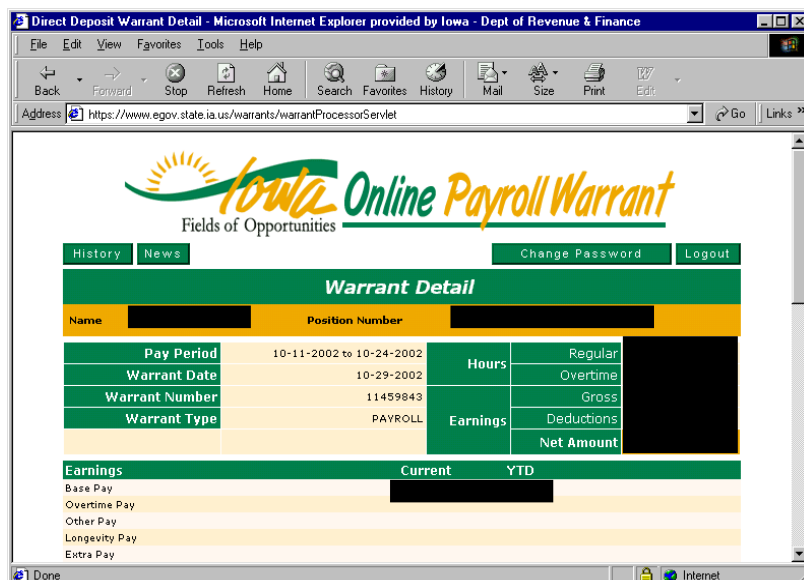 Direct Deposit Warrant Detail - Microsoft Internet Explorer provided by Iowa - Dept of Revenue & Finance
File Edit View Favorites Tools Help
Back Forward Stop Refresh Home Search Favorites History Mail Size Print Edit
Address https://www.egov.state.ia.us/warrants/warrantProcessorServlet Go Links »
Iowa Online Payroll Warrant
Fields of Opportunities
History News Change Password Logout
Warrant Detail
Name Position Number
Pay Period 10-11-2002 to 10-24-2002 Hours Regular
Warrant Date 10-29-2002 Overtime
Warrant Number 11459843 Earnings Gross
Warrant Type PAYROLL Deductions
Net Amount
Earnings Current YTD
Base Pay
Overtime Pay
Other Pay
Longevity Pay
Extra Pay
Done Internet